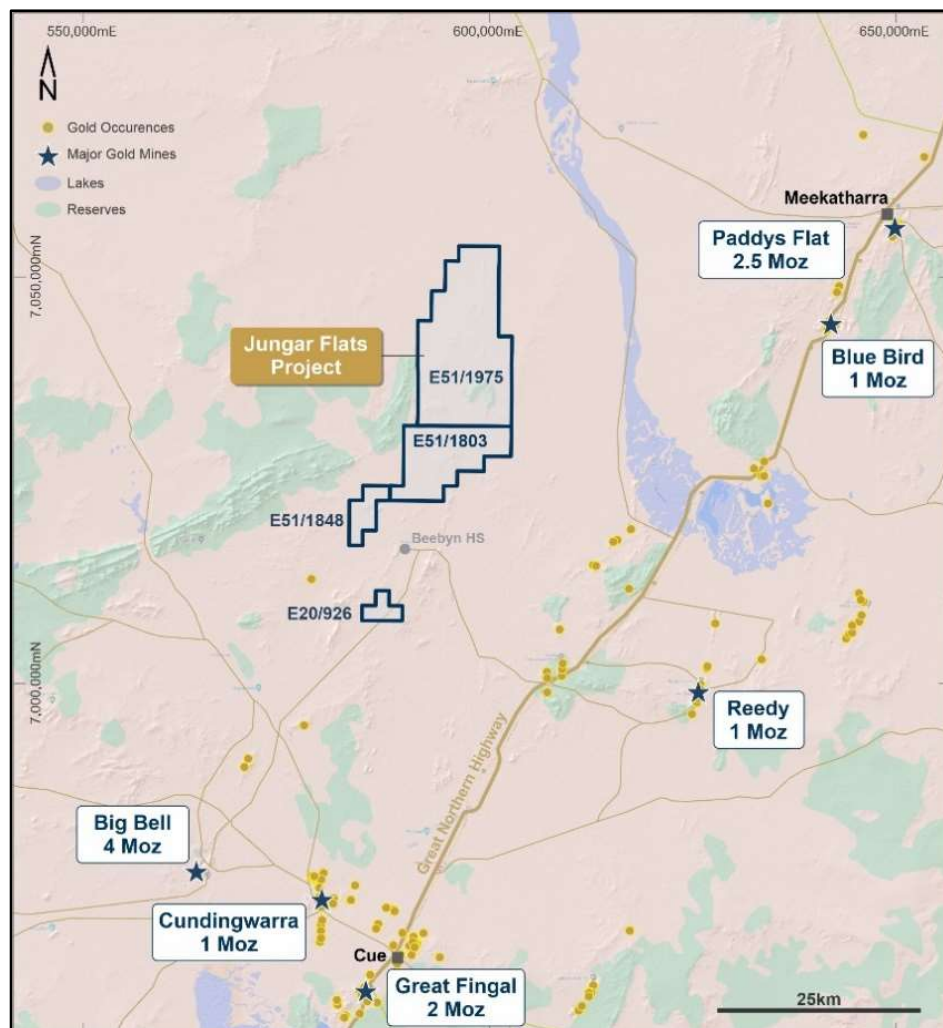 550,000mE
600,000mE
650,000mE
N
Gold Occurences
Major Gold Mines
Lakes
Reserves
Meekatharra
Paddys Flat
2.5 Moz
7,050,000mN
Blue Bird
1 Moz
Jungar Flats
Project
E51/1975
E51/1803
E51/1848
Beebyn HS
E20/926
7,000,000mN
Reedy
1 Moz
Great Northern Highway
Big Bell
4 Moz
Cundingwarra
1 Moz
Cue
Great Fingal
2 Moz
25km